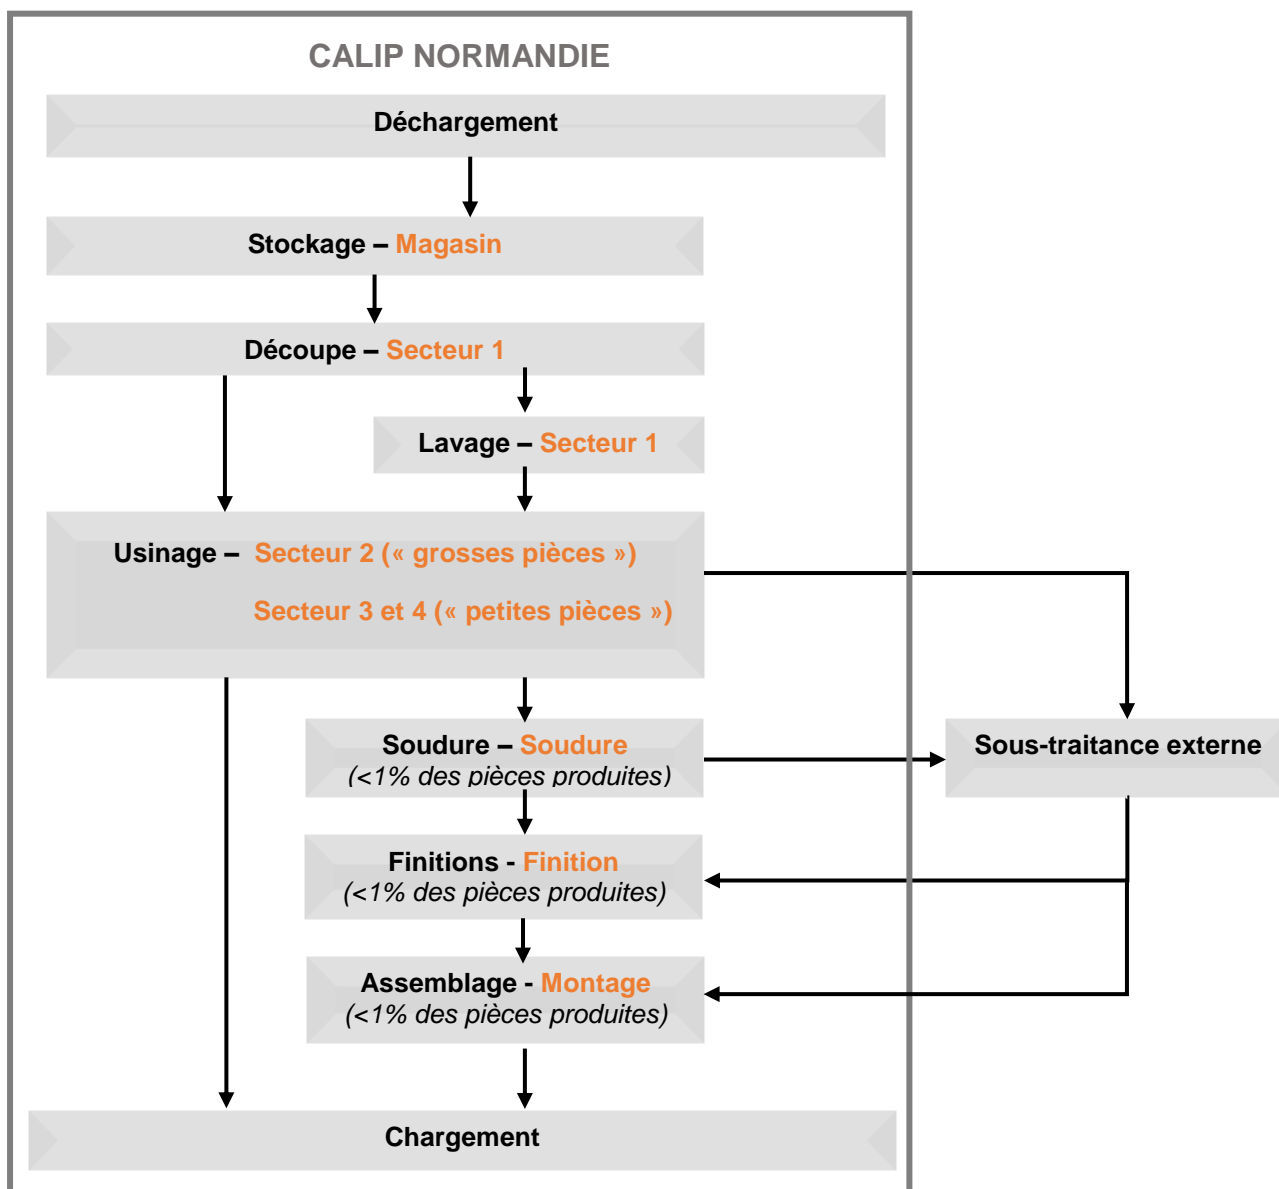 CALIP NORMANDIE
Déchargement
Stockage – Magasin
Découpe – Secteur 1
Lavage – Secteur 1
Usinage – Secteur 2 (« grosses pièces »)
Secteur 3 et 4 (« petites pièces »)
Soudure – Soudure
(<1% des pièces produites)
Sous-traitance externe
Finitions - Finition
(<1% des pièces produites)
Assemblage - Montage
(<1% des pièces produites)
Chargement